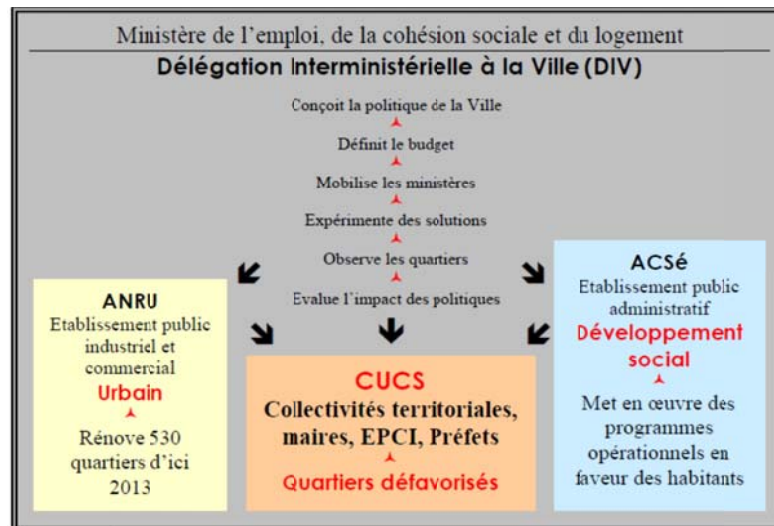 Ministère de l'emploi, de la cohésion sociale et du logement
Délégation Interministérielle à la Ville (DIV)
Conçoit la politique de la Ville
Définit le budget
Mobilise les ministères
Expérimente des solutions
Observe les quartiers
Evalue l'impact des politiques
ANRU
Etablissement public
industriel et
commercial
Urbain
Rénove 530
quartiers d'ici
2013
CUCS
Collectivités territoriales,
maires, EPCI, Préfets
Quartiers défavorisés
ACSé
Etablissement public
administratif
Développement
social
Met en œuvre des
programmes
opérationnels en
faveur des habitants